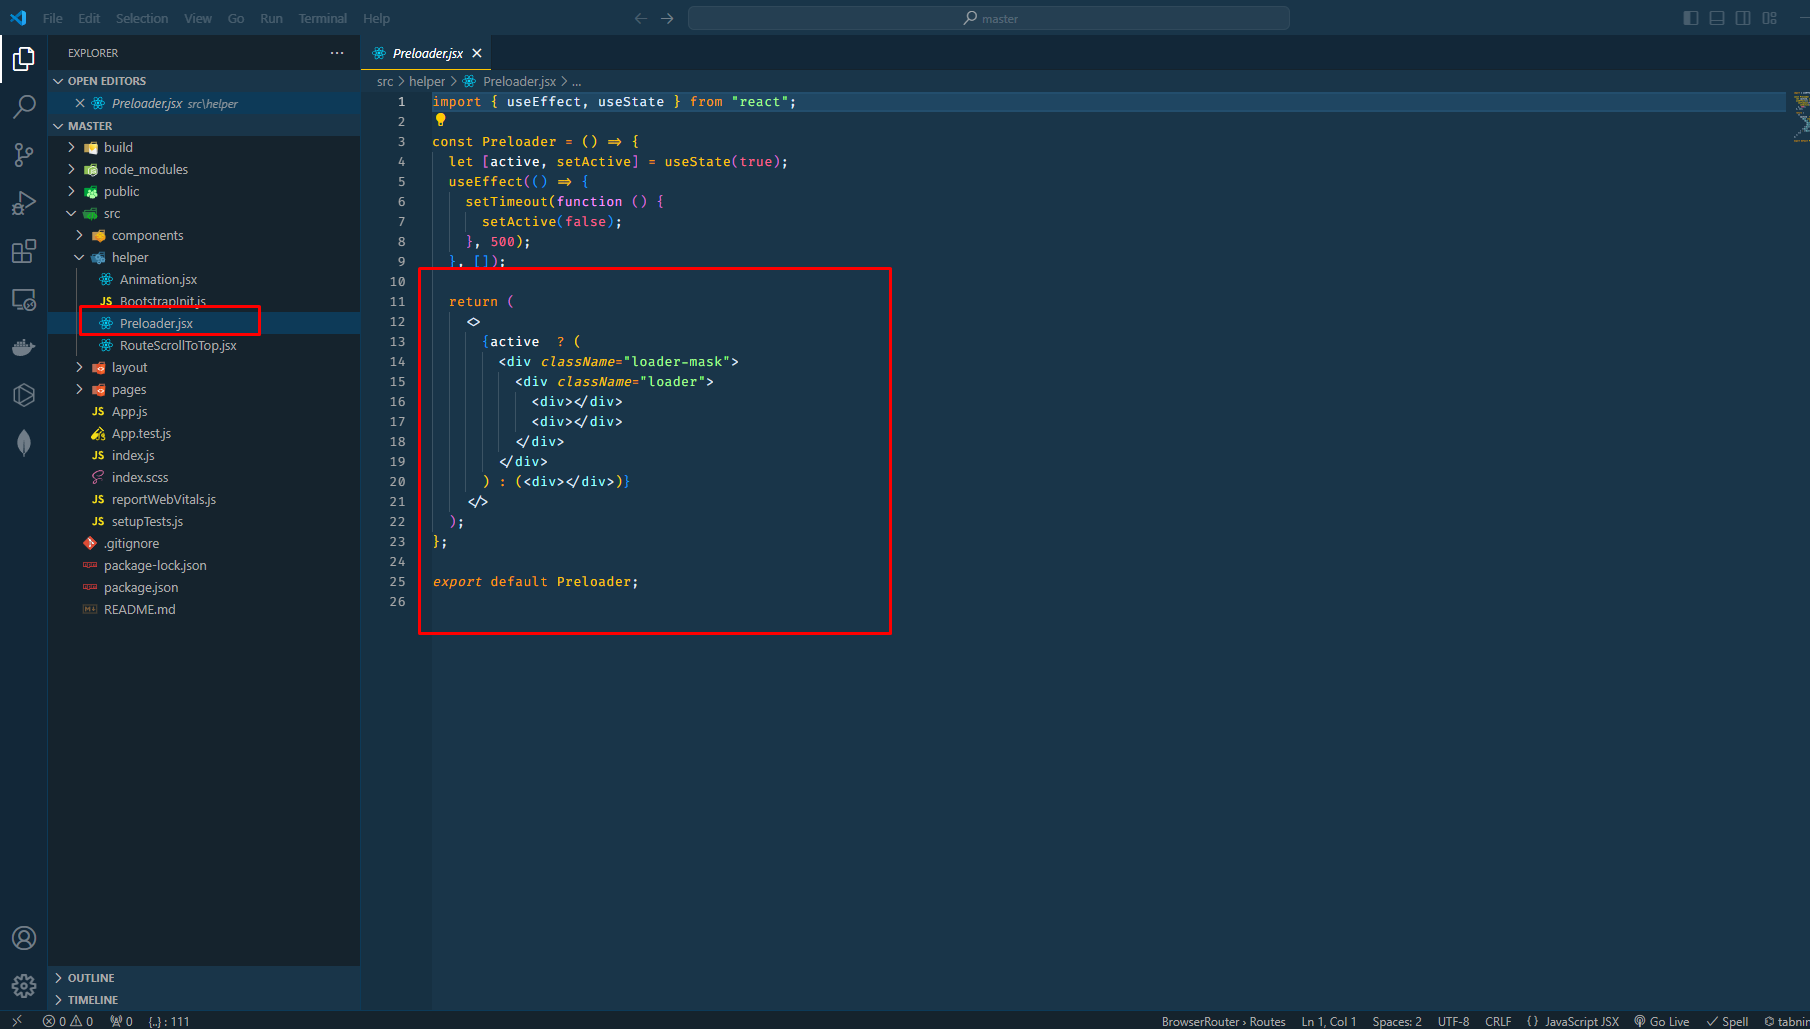 File Edit Selection View Go Run Terminal Help
master
EXPLORER
OPEN EDITORS
Preloader.jsx src\helper
MASTER
build
node_modules
public
src
components
helper
Animation.jsx
JS BootstrapInit.js
Preloader.jsx
RouteScrollToTop.jsx
layout
pages
JS App.js
App.test.js
JS index.js
index.scss
JS reportWebVitals.js
JS setupTests.js
.gitignore
package-lock.json
package.json
README.md
OUTLINE
TIMELINE
Preloader.jsx
src > helper > Preloader.jsx > ...
1 import { useEffect, useState } from "react";
2
3 const Preloader = () => {
4 let [active, setActive] = useState(true);
5 useEffect(() => {
6 setTimeout(function () {
7 setActive(false);
8 }, 500);
9 }, []);
10
11 return (
12 <>
13 {active ? (
14 <div className="loader-mask">
15 <div className="loader">
16 <div></div>
17 <div></div>
18 </div>
19 </div>
20 ) : (<div></div>)}
21 </>
22 );
23 };
24
25 export default Preloader;
26
0 0 0 {..} : 111
BrowserRouter › Routes Ln 1, Col 1 Spaces: 2 UTF-8 CRLF {} JavaScript JSX Go Live Spell tabnin